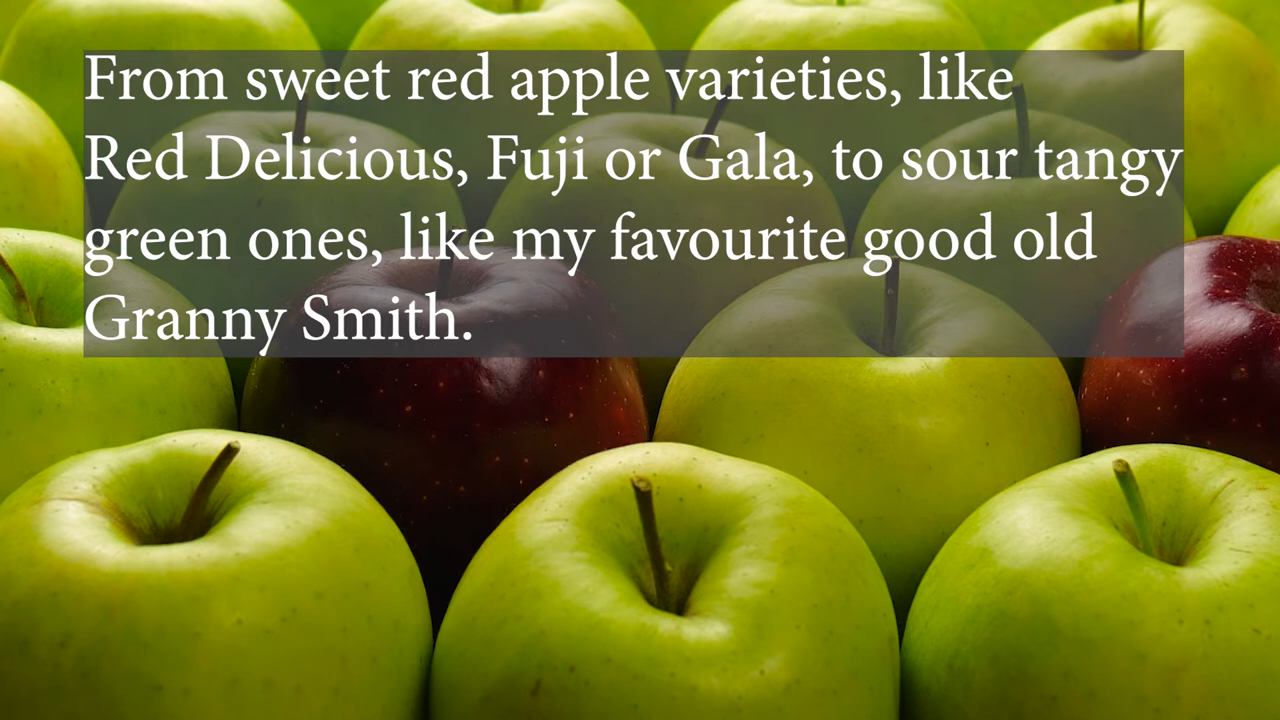 From sweet red apple varieties, like
Red Delicious, Fuji or Gala, to sour tangy
green ones, like my favourite good old
Granny Smith.